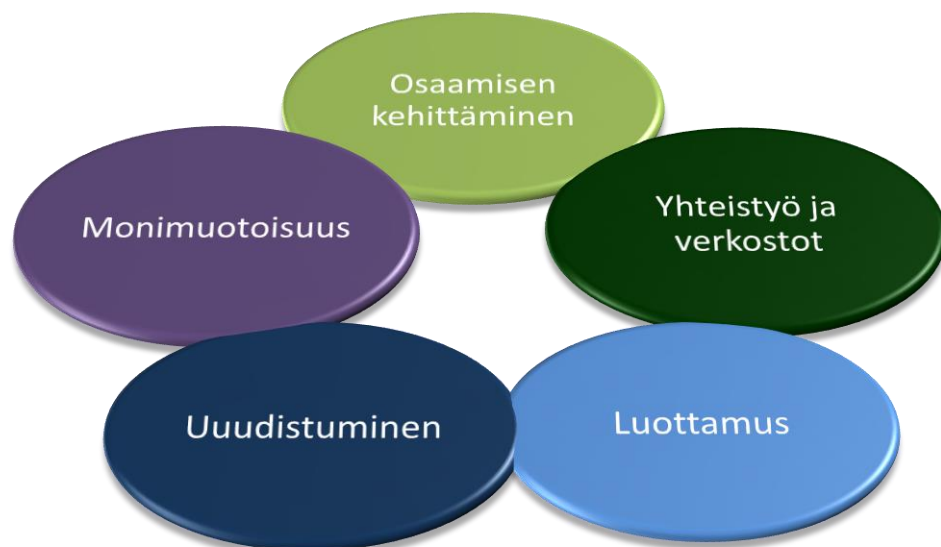 Osaamisen
kehittäminen
Monimuotoisuus
Yhteistyö ja
verkostot
Uuudistuminen
Luottamus